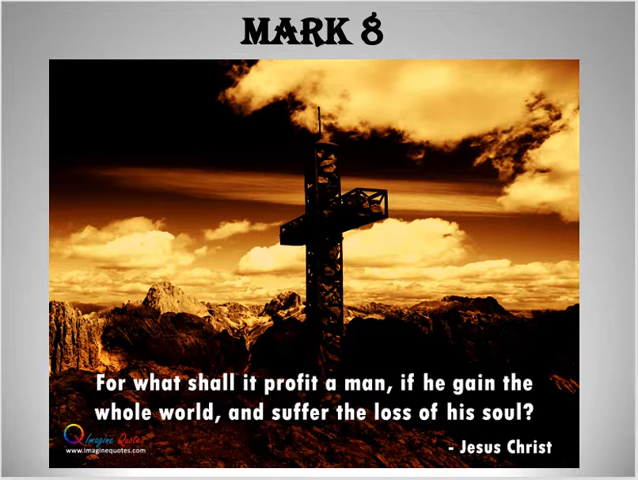 MARK 8
For what shall it profit a man, if he gain the
whole world, and suffer the loss of his soul?
- Jesus Christ
Imagine Quotes
www.imaginequotes.com